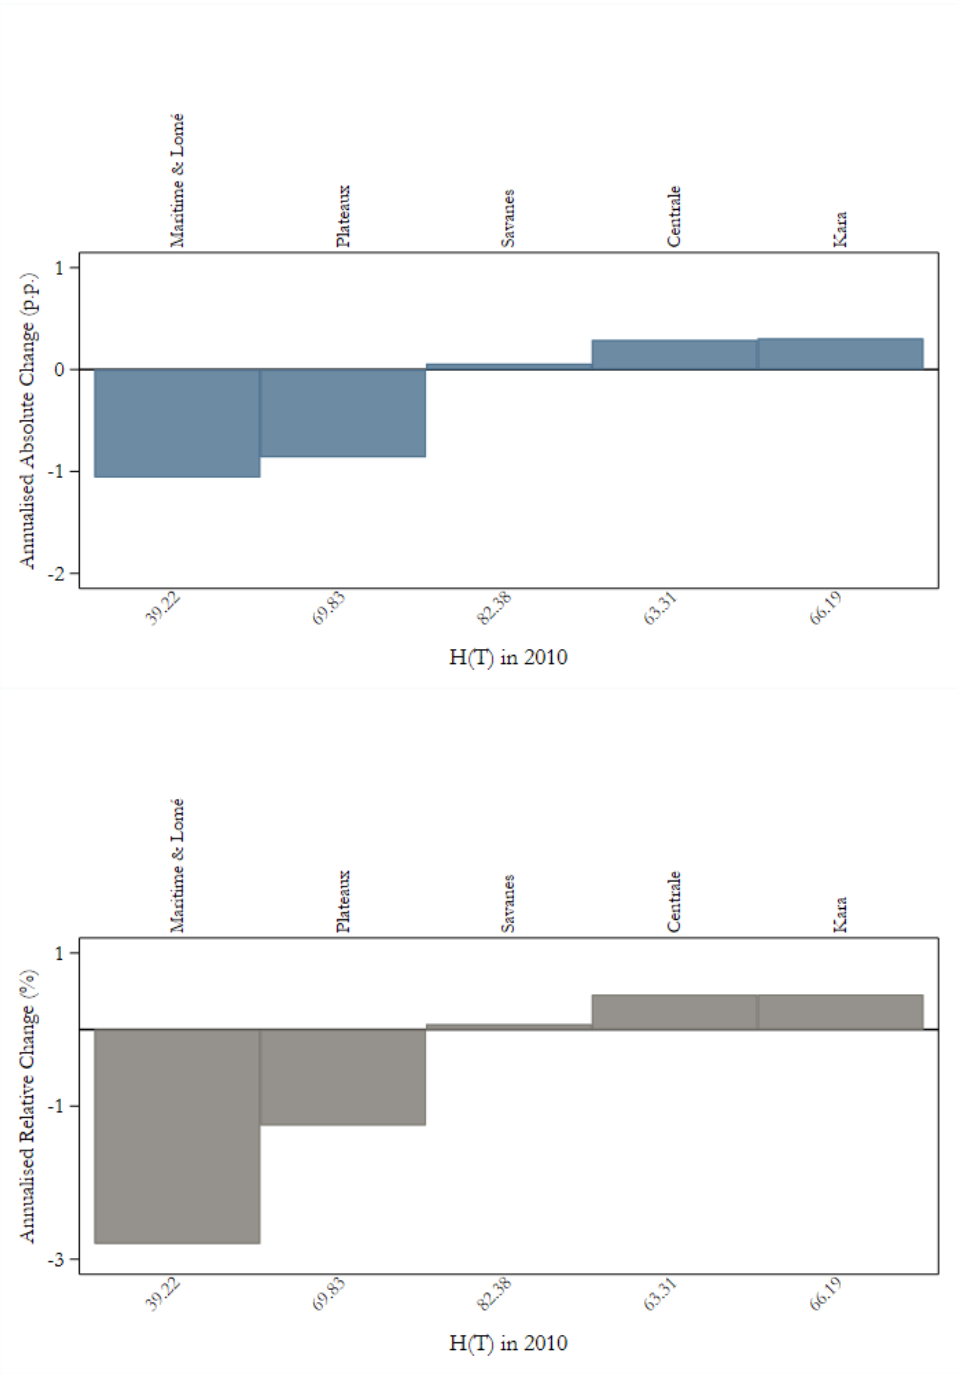 Maritime & Lomé
Plateaux
Savanes
Centrale
Kara
Annualised Absolute Change (p.p.)
1
0
-1
-2
39.22
69.83
82.38
63.31
66.19
H(T) in 2010
Maritime & Lomé
Plateaux
Savanes
Centrale
Kara
Annualised Relative Change (%)
1
-1
-3
39.22
69.83
82.38
63.31
66.19
H(T) in 2010